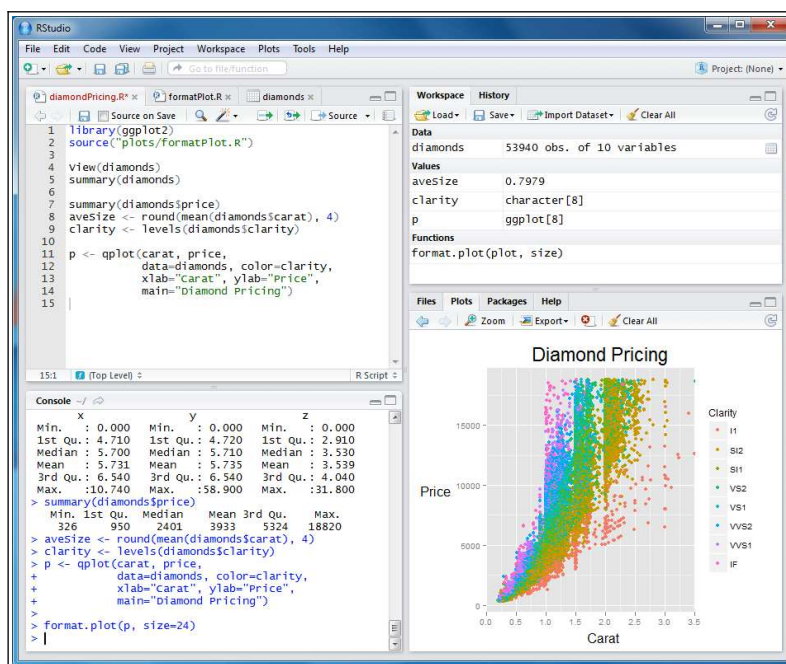 RStudio
File Edit Code View Project Workspace Plots Tools Help
Go to file/function
Project: (None)
diamondPricing.R* × formatPlot.R × diamonds ×
Source on Save Source
1 library(ggplot2)
2 source("plots/formatPlot.R")
3
4 View(diamonds)
5 summary(diamonds)
6
7 summary(diamonds$price)
8 aveSize <- round(mean(diamonds$carat), 4)
9 clarity <- levels(diamonds$clarity)
10
11 p <- qplot(carat, price,
12 data=diamonds, color=clarity,
13 xlab="Carat", ylab="Price",
14 main="Diamond Pricing")
15
15:1 (Top Level) R Script
Console ~/
x y z
Min. : 0.000 Min. : 0.000 Min. : 0.000
1st Qu.: 4.710 1st Qu.: 4.720 1st Qu.: 2.910
Median : 5.700 Median : 5.710 Median : 3.530
Mean : 5.731 Mean : 5.735 Mean : 3.539
3rd Qu.: 6.540 3rd Qu.: 6.540 3rd Qu.: 4.040
Max. :10.740 Max. :58.900 Max. :31.800
> summary(diamonds$price)
Min. 1st Qu. Median Mean 3rd Qu. Max.
326 950 2401 3933 5324 18820
> aveSize <- round(mean(diamonds$carat), 4)
> clarity <- levels(diamonds$clarity)
> p <- qplot(carat, price,
+ data=diamonds, color=clarity,
+ xlab="Carat", ylab="Price",
+ main="Diamond Pricing")
>
> format.plot(p, size=24)
>
Workspace History
Load Save Import Dataset Clear All
Data
diamonds 53940 obs. of 10 variables
Values
aveSize 0.7979
clarity character[8]
p ggplot[8]
Functions
format.plot(plot, size)
Files Plots Packages Help
Zoom Export Clear All
Diamond Pricing
Price
15000
10000
5000
0
0.0 0.5 1.0 1.5 2.0 2.5 3.0 3.5
Carat
Clarity
I1
SI2
SI1
VS2
VS1
VVS2
VVS1
IF